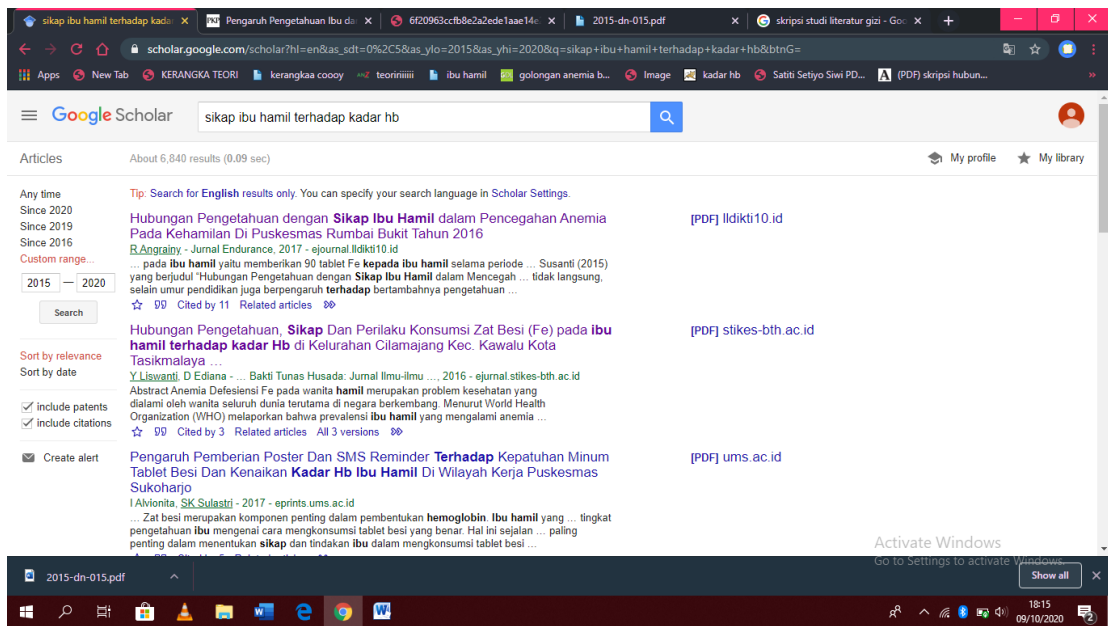 sikap ibu hamil terhadap kadar
Pengaruh Pengetahuan Ibu da
6f20963ccfb8e2a2ede1aae14
2015-dn-015.pdf
skripsi studi literatur gizi - Goo
scholar.google.com/scholar?hl=en&as_sdt=0%2C5&as_ylo=2015&as_yhi=2020&q=sikap+ibu+hamil+terhadap+kadar+hb&btnG=
Apps
New Tab
KERANGKA TEORI
kerangkaa coooy
ibu hamil
golongan anemia b...
Image
kadar hb
Satiti Setiyo Siwi PD...
(PDF) skripsi hubun...
Google Scholar
sikap ibu hamil terhadap kadar hb
Articles
About 6,840 results (0.09 sec)
My profile
My library
Any time
Since 2020
Since 2019
Since 2016
Custom range...
2015 — 2020
Search
Sort by relevance
Sort by date
include patents
include citations
Create alert
Tip: Search for English results only. You can specify your search language in Scholar Settings.
Hubungan Pengetahuan dengan Sikap Ibu Hamil dalam Pencegahan Anemia
Pada Kehamilan Di Puskesmas Rumbai Bukit Tahun 2016
[PDF] lldikti10.id
R Angrainy - Jurnal Endurance, 2017 - ejournal.lldikti10.id
... pada ibu hamil yaitu memberikan 90 tablet Fe kepada ibu hamil selama periode ... Susanti (2015)
yang berjudul "Hubungan Pengetahuan dengan Sikap Ibu Hamil dalam Mencegah ... tidak langsung,
selain umur pendidikan juga berpengaruh terhadap bertambahnya pengetahuan ...
Cited by 11 Related articles
Hubungan Pengetahuan, Sikap Dan Perilaku Konsumsi Zat Besi (Fe) pada ibu
hamil terhadap kadar Hb di Kelurahan Cilamajang Kec. Kawalu Kota
Tasikmalaya ...
[PDF] stikes-bth.ac.id
Y Liswanti, D Ediana - ... Bakti Tunas Husada: Jurnal Ilmu-ilmu ..., 2016 - ejurnal.stikes-bth.ac.id
Abstract Anemia Defesiensi Fe pada wanita hamil merupakan problem kesehatan yang
dialami oleh wanita seluruh dunia terutama di negara berkembang. Menurut World Health
Organization (WHO) melaporkan bahwa prevalensi ibu hamil yang mengalami anemia ...
Cited by 3 Related articles All 3 versions
Pengaruh Pemberian Poster Dan SMS Reminder Terhadap Kepatuhan Minum
Tablet Besi Dan Kenaikan Kadar Hb Ibu Hamil Di Wilayah Kerja Puskesmas
Sukoharjo
[PDF] ums.ac.id
I Alvionita, SK Sulastri - 2017 - eprints.ums.ac.id
... Zat besi merupakan komponen penting dalam pembentukan hemoglobin. Ibu hamil yang ... tingkat
pengetahuan ibu mengenai cara mengkonsumsi tablet besi yang benar. Hal ini sejalan ... paling
penting dalam menentukan sikap dan tindakan ibu dalam mengkonsumsi tablet besi ...
Activate Windows
Go to Settings to activate Windows.
2015-dn-015.pdf
Show all
18:15
09/10/2020
2